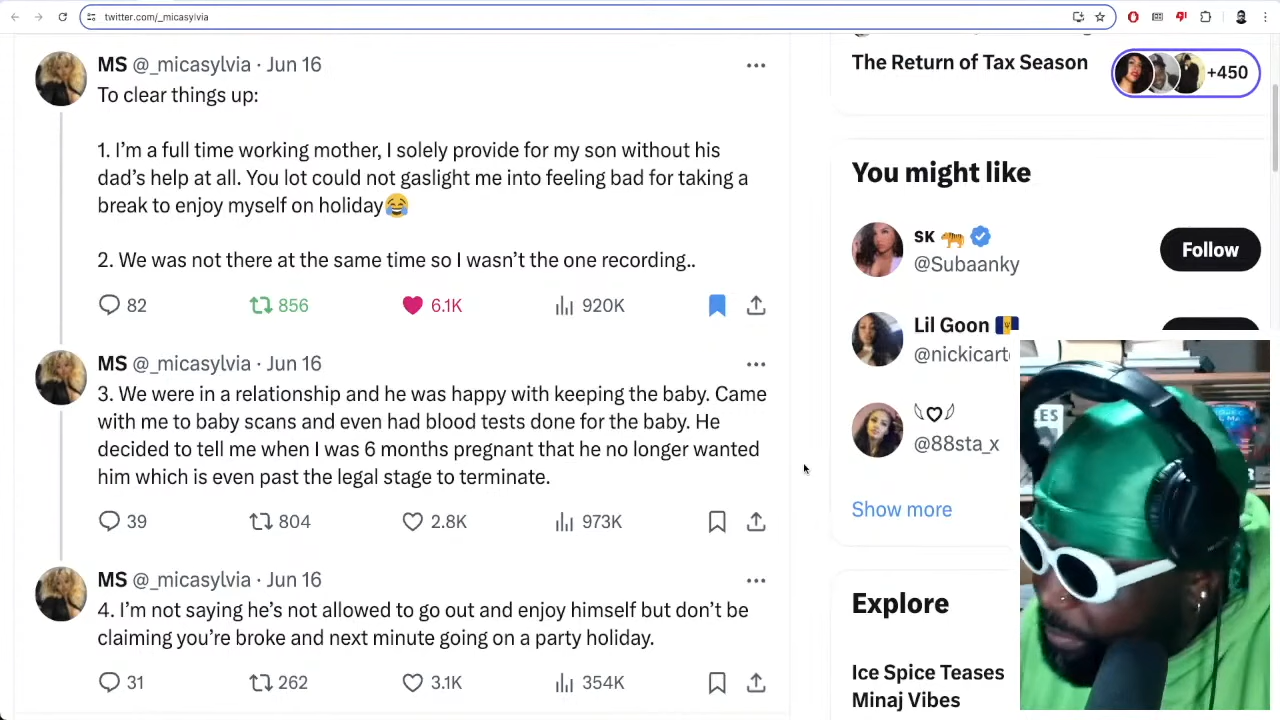 twitter.com/_micasylvia
MS @_micasylvia · Jun 16
To clear things up:
1. I’m a full time working mother, I solely provide for my son without his
dad’s help at all. You lot could not gaslight me into feeling bad for taking a
break to enjoy myself on holiday😂
2. We was not there at the same time so I wasn’t the one recording..
82 856 6.1K 920K
MS @_micasylvia · Jun 16
3. We were in a relationship and he was happy with keeping the baby. Came
with me to baby scans and even had blood tests done for the baby. He
decided to tell me when I was 6 months pregnant that he no longer wanted
him which is even past the legal stage to terminate.
39 804 2.8K 973K
MS @_micasylvia · Jun 16
4. I’m not saying he’s not allowed to go out and enjoy himself but don’t be
claiming you’re broke and next minute going on a party holiday.
31 262 3.1K 354K
The Return of Tax Season
+450
You might like
SK 🐅
@Subaanky
Follow
Lil Goon 🇧🇧
@nickicart
@88sta_x
Show more
Explore
Ice Spice Teases
Minaj Vibes